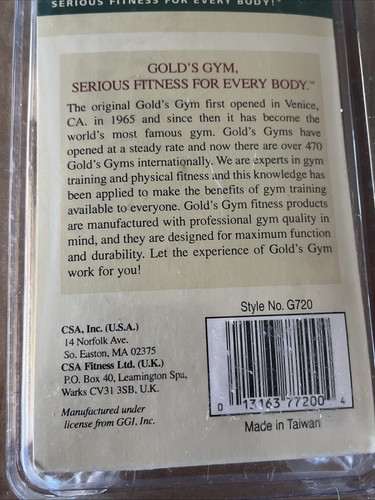 SERIOUS FITNESS FOR EVERY BODY!™
GOLD'S GYM,
SERIOUS FITNESS FOR EVERY BODY.™
The original Gold's Gym first opened in Venice,
CA. in 1965 and since then it has become the
world's most famous gym. Gold's Gyms have
opened at a steady rate and now there are over 470
Gold's Gyms internationally. We are experts in gym
training and physical fitness and this knowledge has
been applied to make the benefits of gym training
available to everyone. Gold's Gym fitness products
are manufactured with professional gym quality in
mind, and they are designed for maximum function
and durability. Let the experience of Gold's Gym
work for you!
CSA, Inc. (U.S.A.)
14 Norfolk Ave.
So. Easton, MA 02375
CSA Fitness Ltd. (U.K.)
P.O. Box 40, Leamington Spa,
Warks CV31 3SB, U.K.
Manufactured under
license from GGI, Inc.
Style No. G720
0 13163 77200 4
Made in Taiwan